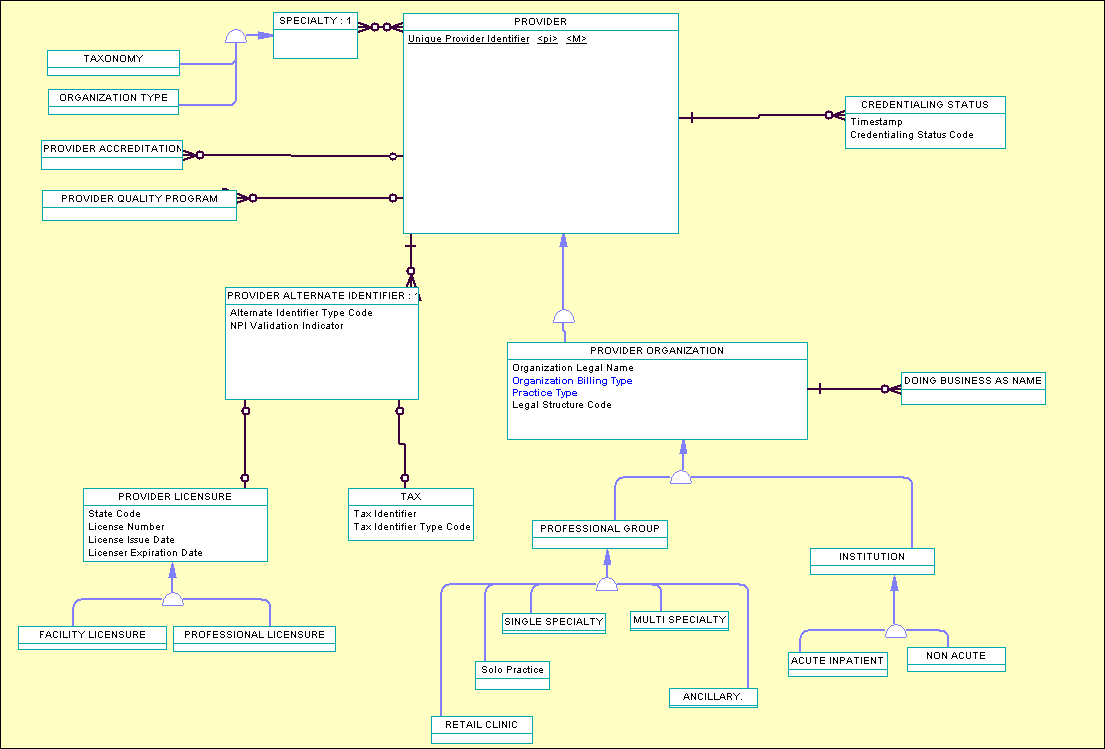 SPECIALTY : 1
PROVIDER
Unique Provider Identifier <pi> <M>
TAXONOMY
ORGANIZATION TYPE
CREDENTIALING STATUS
Timestamp
Credentialing Status Code
PROVIDER ACCREDITATION
PROVIDER QUALITY PROGRAM
PROVIDER ALTERNATE IDENTIFIER : 1
Alternate Identifier Type Code
NPI Validation Indicator
PROVIDER ORGANIZATION
Organization Legal Name
Organization Billing Type
Practice Type
Legal Structure Code
DOING BUSINESS AS NAME
PROVIDER LICENSURE
State Code
License Number
License Issue Date
Licenser Expiration Date
TAX
Tax Identifier
Tax Identifier Type Code
PROFESSIONAL GROUP
INSTITUTION
FACILITY LICENSURE
PROFESSIONAL LICENSURE
SINGLE SPECIALTY
MULTI SPECIALTY
Solo Practice
ANCILLARY.
RETAIL CLINIC
ACUTE INPATIENT
NON ACUTE